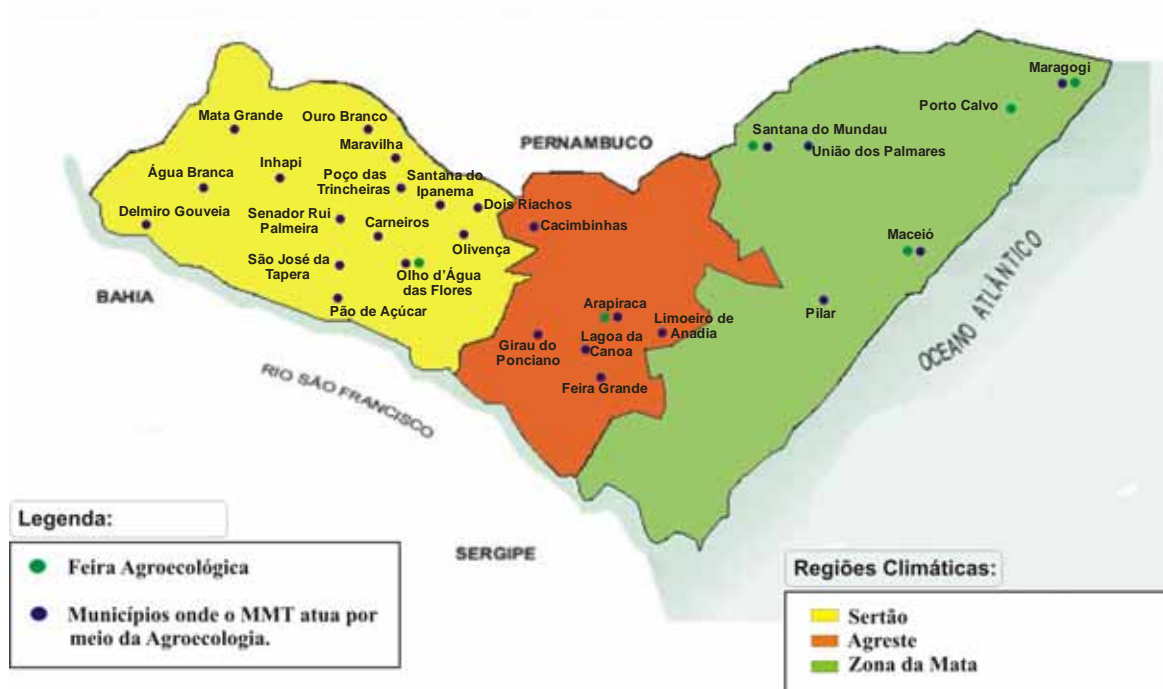 Maragogi
Porto Calvo
Mata Grande
Ouro Branco
PERNAMBUCO
Santana do Mundau
União dos Palmares
Maravilha
Inhapi
Poço das
Trincheiras
Santana do
Ipanema
Água Branca
Dois Riachos
Delmiro Gouveia
Senador Rui
Palmeira
Carneiros
Cacimbinhas
Olivença
Maceió
São José da
Tapera
Olho d'Água
das Flores
BAHIA
Pão de Açúcar
Pilar
OCEANO ATLÂNTICO
Arapiraca
Limoeiro de
Anadia
Girau do
Ponciano
Lagoa da
Canoa
Feira Grande
RIO SÃO FRANCISCO
SERGIPE
Legenda:
Feira Agroecológica
Municípios onde o MMT atua por
meio da Agroecologia.
Regiões Climáticas:
Sertão
Agreste
Zona da Mata